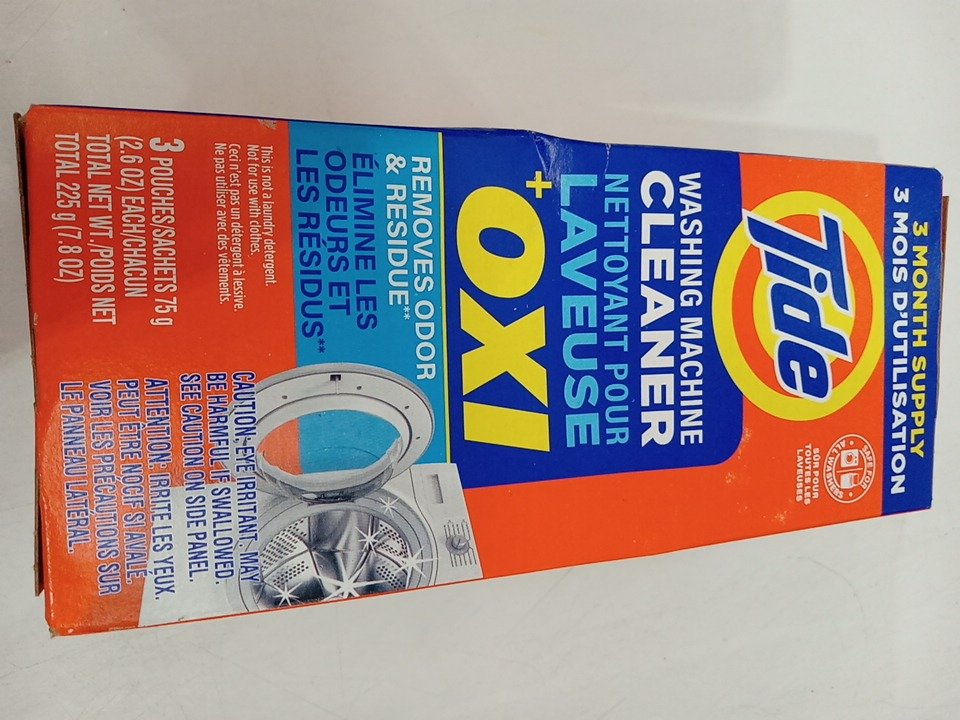 3 MONTH SUPPLY
3 MOIS D'UTILISATION
Tide
SAFE FOR
ALL WASHERS
SÛR POUR
TOUTES LES
LAVEUSES
WASHING MACHINE
CLEANER
NETTOYANT POUR
LAVEUSE
+ OXI
REMOVES ODOR
& RESIDUE**
ÉLIMINE LES
ODEURS ET
LES RÉSIDUS**
This is not a laundry detergent.
Not for use with clothes.
Ceci n'est pas un détergent à lessive.
Ne pas utiliser avec des vêtements.
3 POUCHES/SACHETS 75 g
(2.6 OZ) EACH/CHACUN
TOTAL NET WT./POIDS NET
TOTAL 225 g (7.8 OZ)
CAUTION: EYE IRRITANT. MAY
BE HARMFUL IF SWALLOWED.
SEE CAUTION ON SIDE PANEL.
ATTENTION: IRRITE LES YEUX.
PEUT ÊTRE NOCIF SI AVALÉ.
VOIR LES PRÉCAUTIONS SUR
LE PANNEAU LATÉRAL.